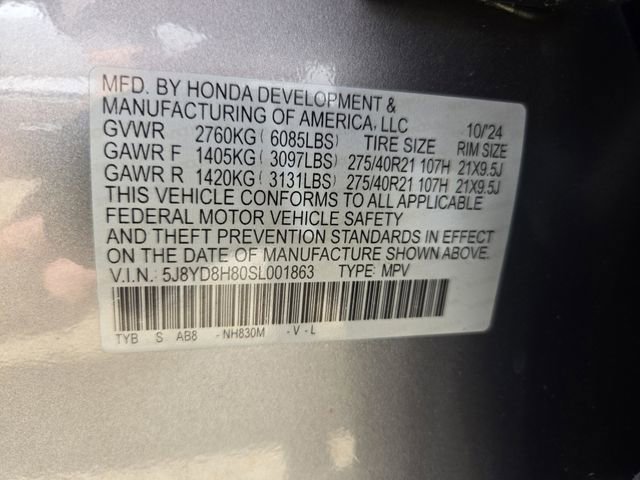 MFD. BY HONDA DEVELOPMENT &
MANUFACTURING OF AMERICA, LLC 10/'24
GVWR 2760KG ( 6085LBS) TIRE SIZE RIM SIZE
GAWR F 1405KG ( 3097LBS) 275/40R21 107H 21X9.5J
GAWR R 1420KG ( 3131LBS) 275/40R21 107H 21X9.5J
THIS VEHICLE CONFORMS TO ALL APPLICABLE
FEDERAL MOTOR VEHICLE SAFETY
AND THEFT PREVENTION STANDARDS IN EFFECT
ON THE DATE OF MANUFACTURE SHOWN ABOVE.
V.I.N.: 5J8YD8H80SL001863 TYPE: MPV
TYB S AB8 - NH830M - V - L